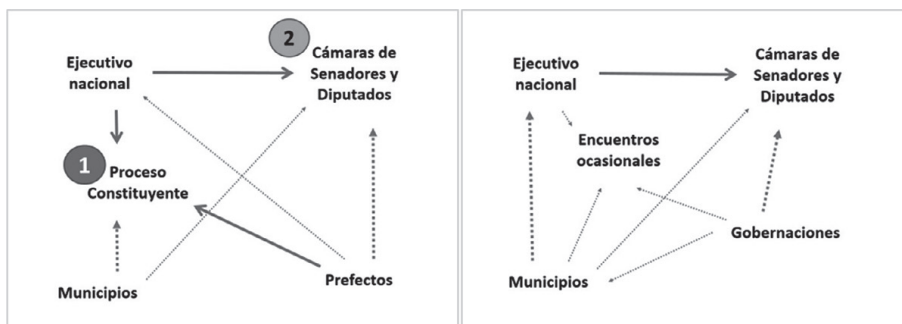 2
Cámaras de
Senadores y
Diputados
Ejecutivo
nacional
1
Proceso
Constituyente
Prefectos
Municipios
Cámaras de
Senadores y
Diputados
Ejecutivo
nacional
Encuentros
ocasionales
Gobernaciones
Municipios